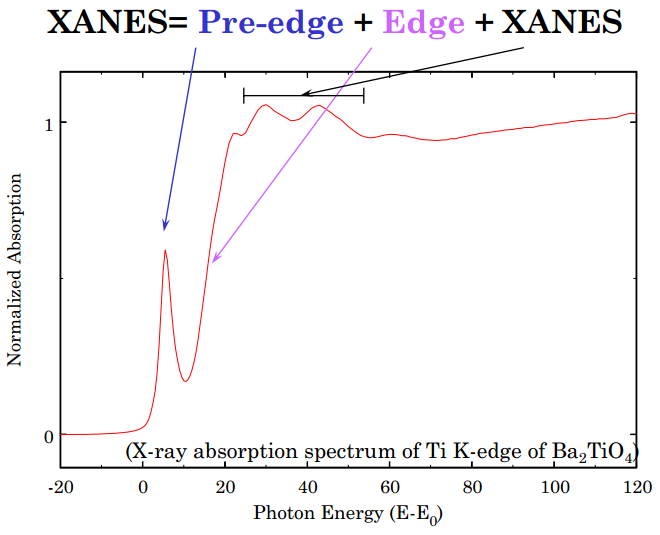 XANES= Pre-edge + Edge + XANES
1
0
Normalized Absorption
(X-ray absorption spectrum of Ti K-edge of Ba₂TiO₄)
-20 0 20 40 60 80 100 120
Photon Energy (E-E₀)